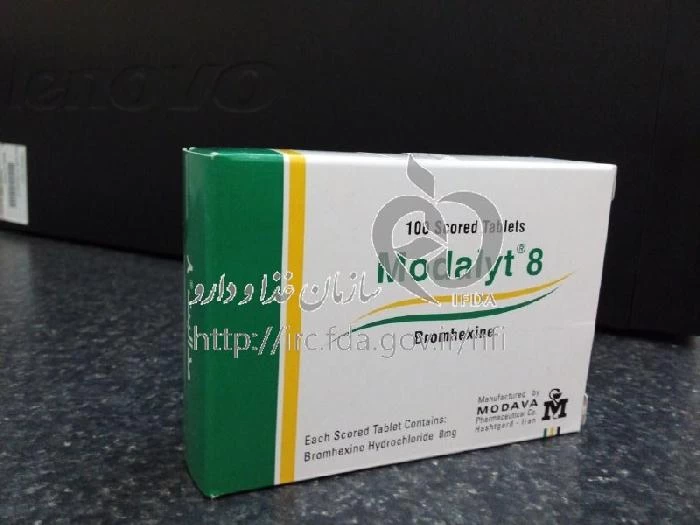 lenovo
100 Scored Tablets
Modalyt® 8
IFDA
سازمان غذا و دارو
Bromhexine
http://irc.fda.gov.ir/nfi
Manufactured by
MODAVA
Pharmaceutical Co.
Hashtgerd - Iran
Each Scored Tablet Contains:
Bromhexine Hydrochloride 8mg